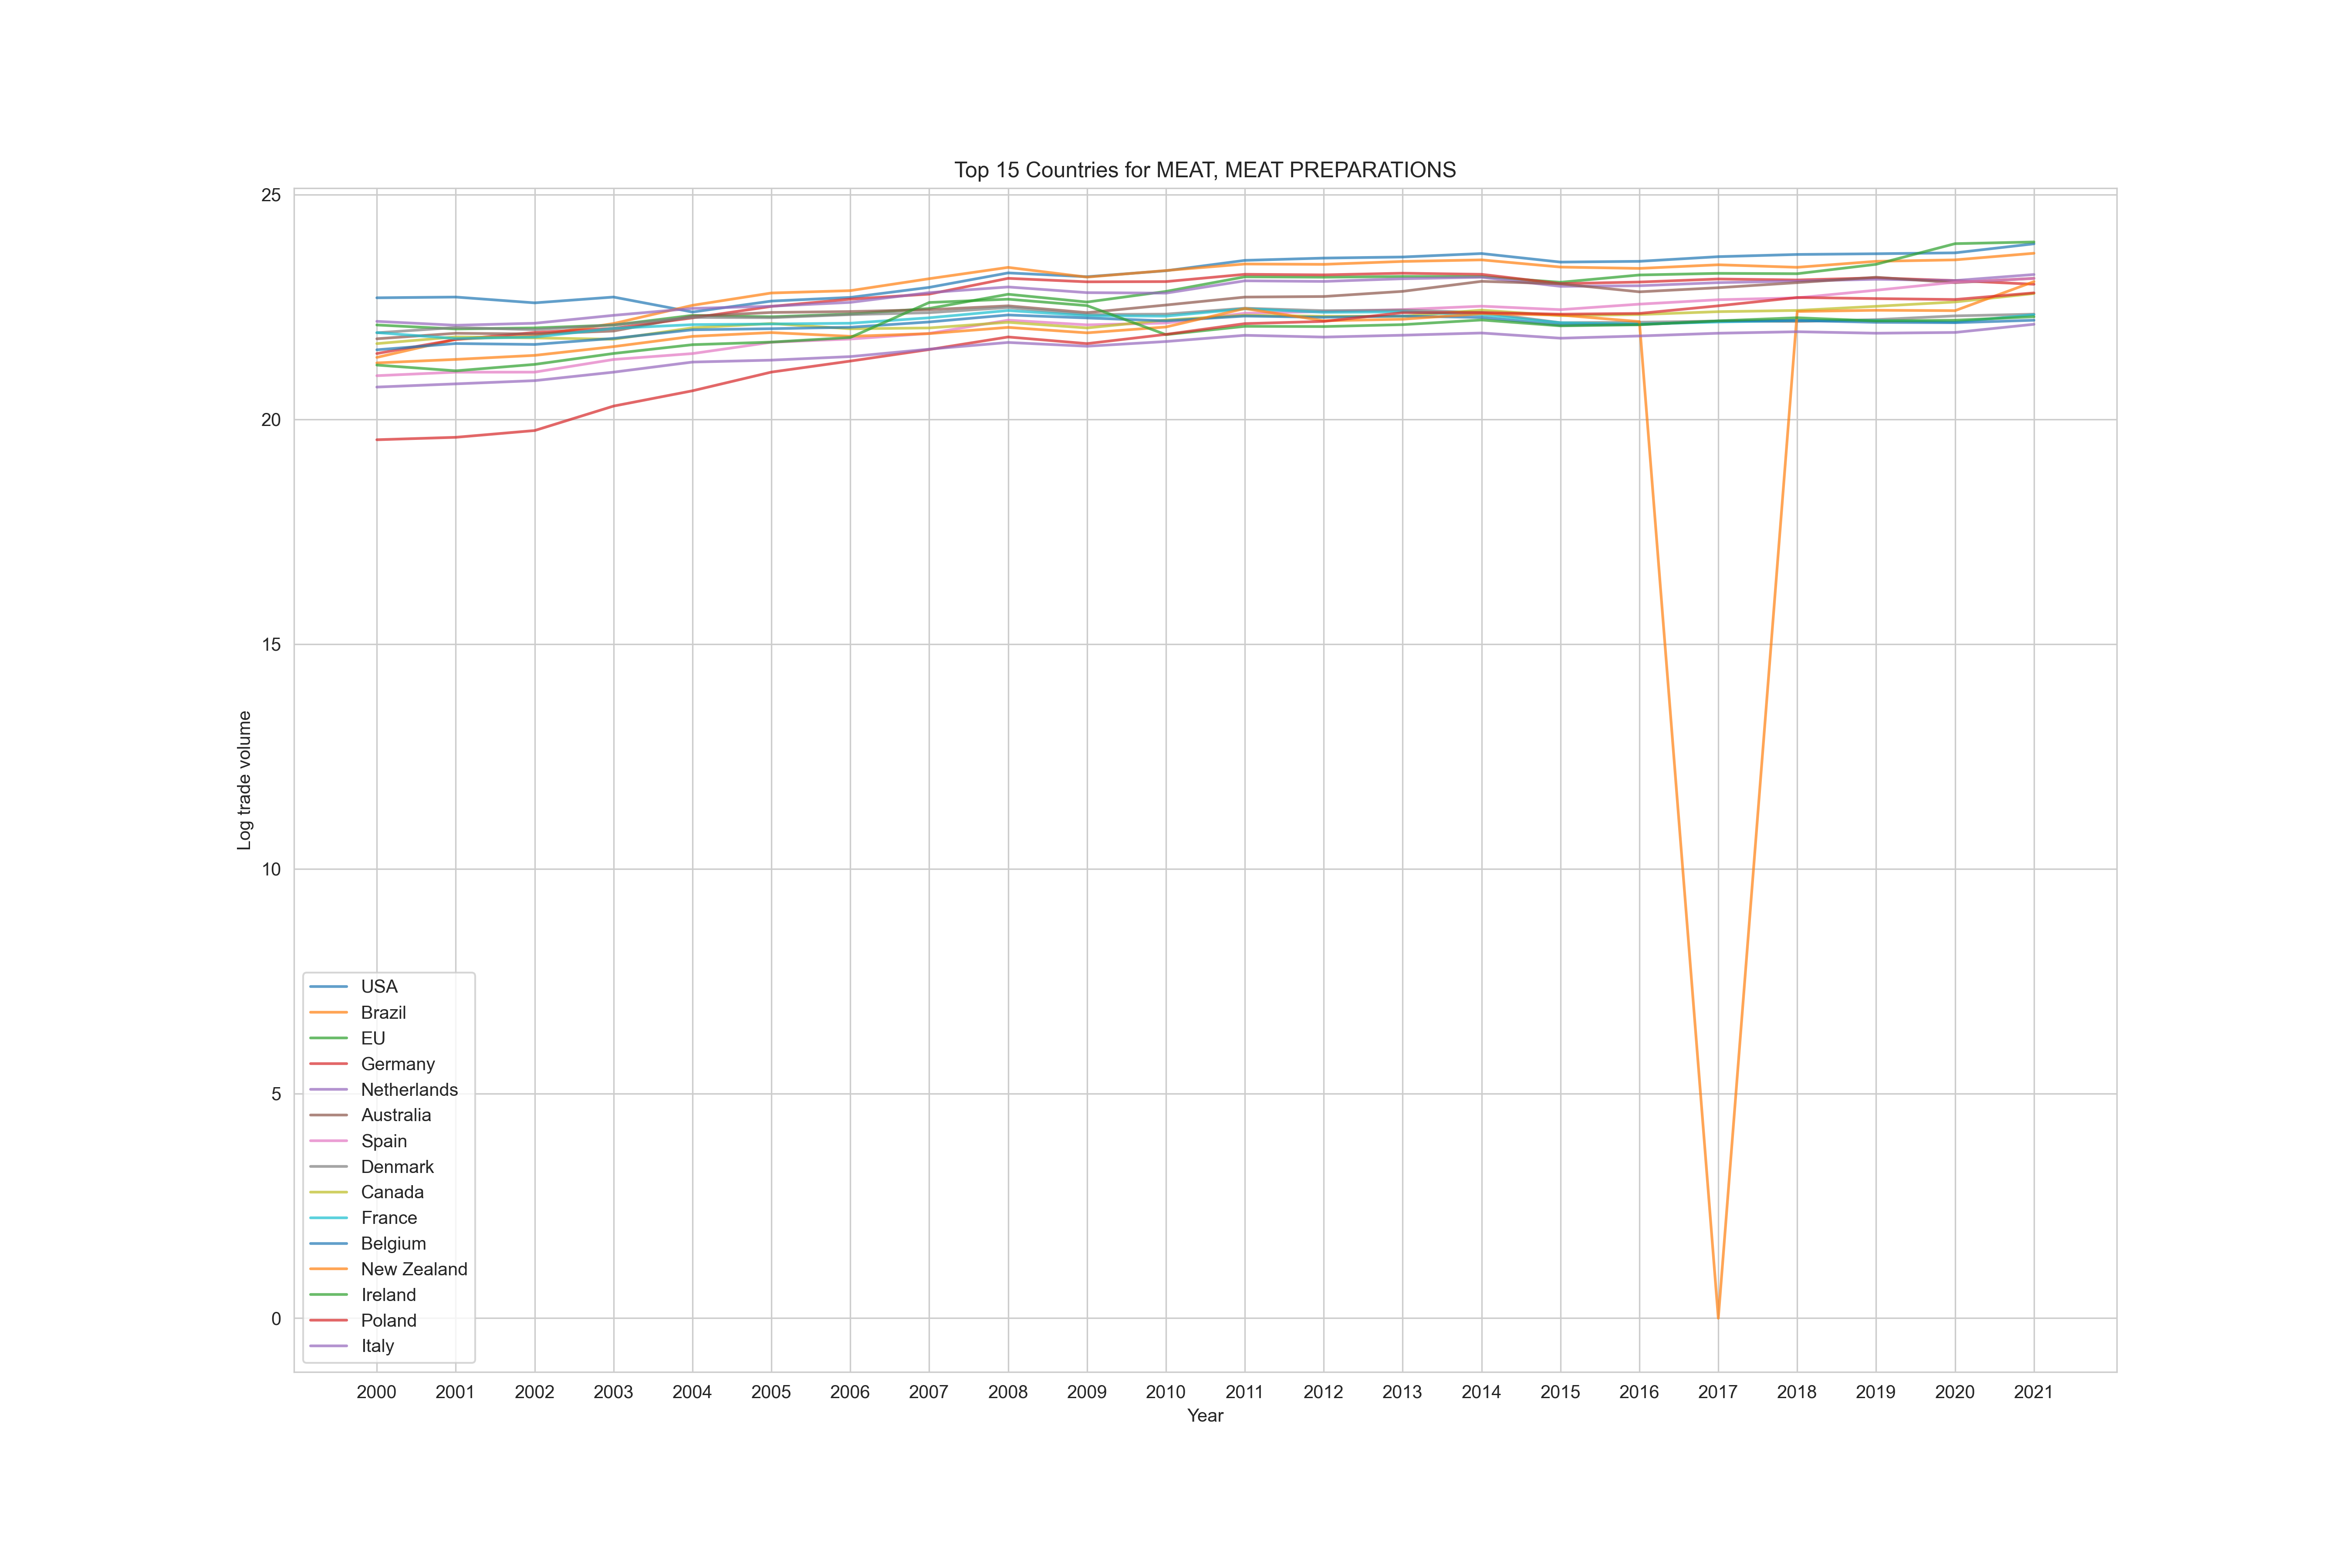 Top 15 Countries for MEAT, MEAT PREPARATIONS
25
20
15
10
5
0
Log trade volume
USA
Brazil
EU
Germany
Netherlands
Australia
Spain
Denmark
Canada
France
Belgium
New Zealand
Ireland
Poland
Italy
2000 2001 2002 2003 2004 2005 2006 2007 2008 2009 2010 2011 2012 2013 2014 2015 2016 2017 2018 2019 2020 2021
Year